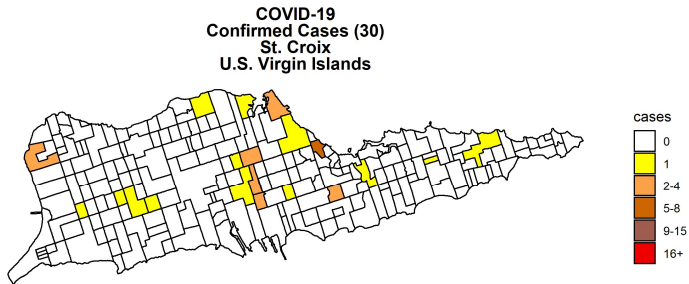 COVID-19
Confirmed Cases (30)
St. Croix
U.S. Virgin Islands
cases
0
1
2-4
5-8
9-15
16+